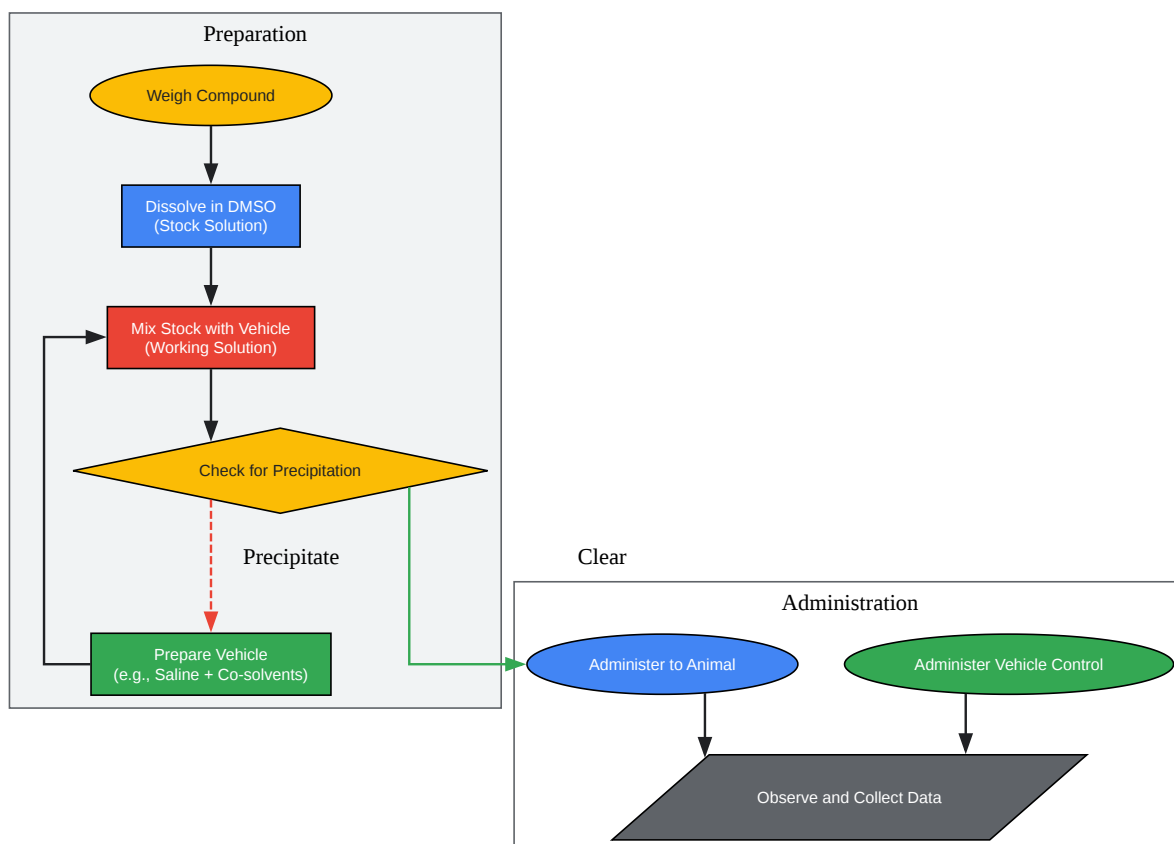 Preparation
Weigh Compound
Dissolve in DMSO
(Stock Solution)
Mix Stock with Vehicle
(Working Solution)
Check for Precipitation
Precipitate
Clear
Prepare Vehicle
(e.g., Saline + Co-solvents)
Administration
Administer to Animal
Administer Vehicle Control
Observe and Collect Data